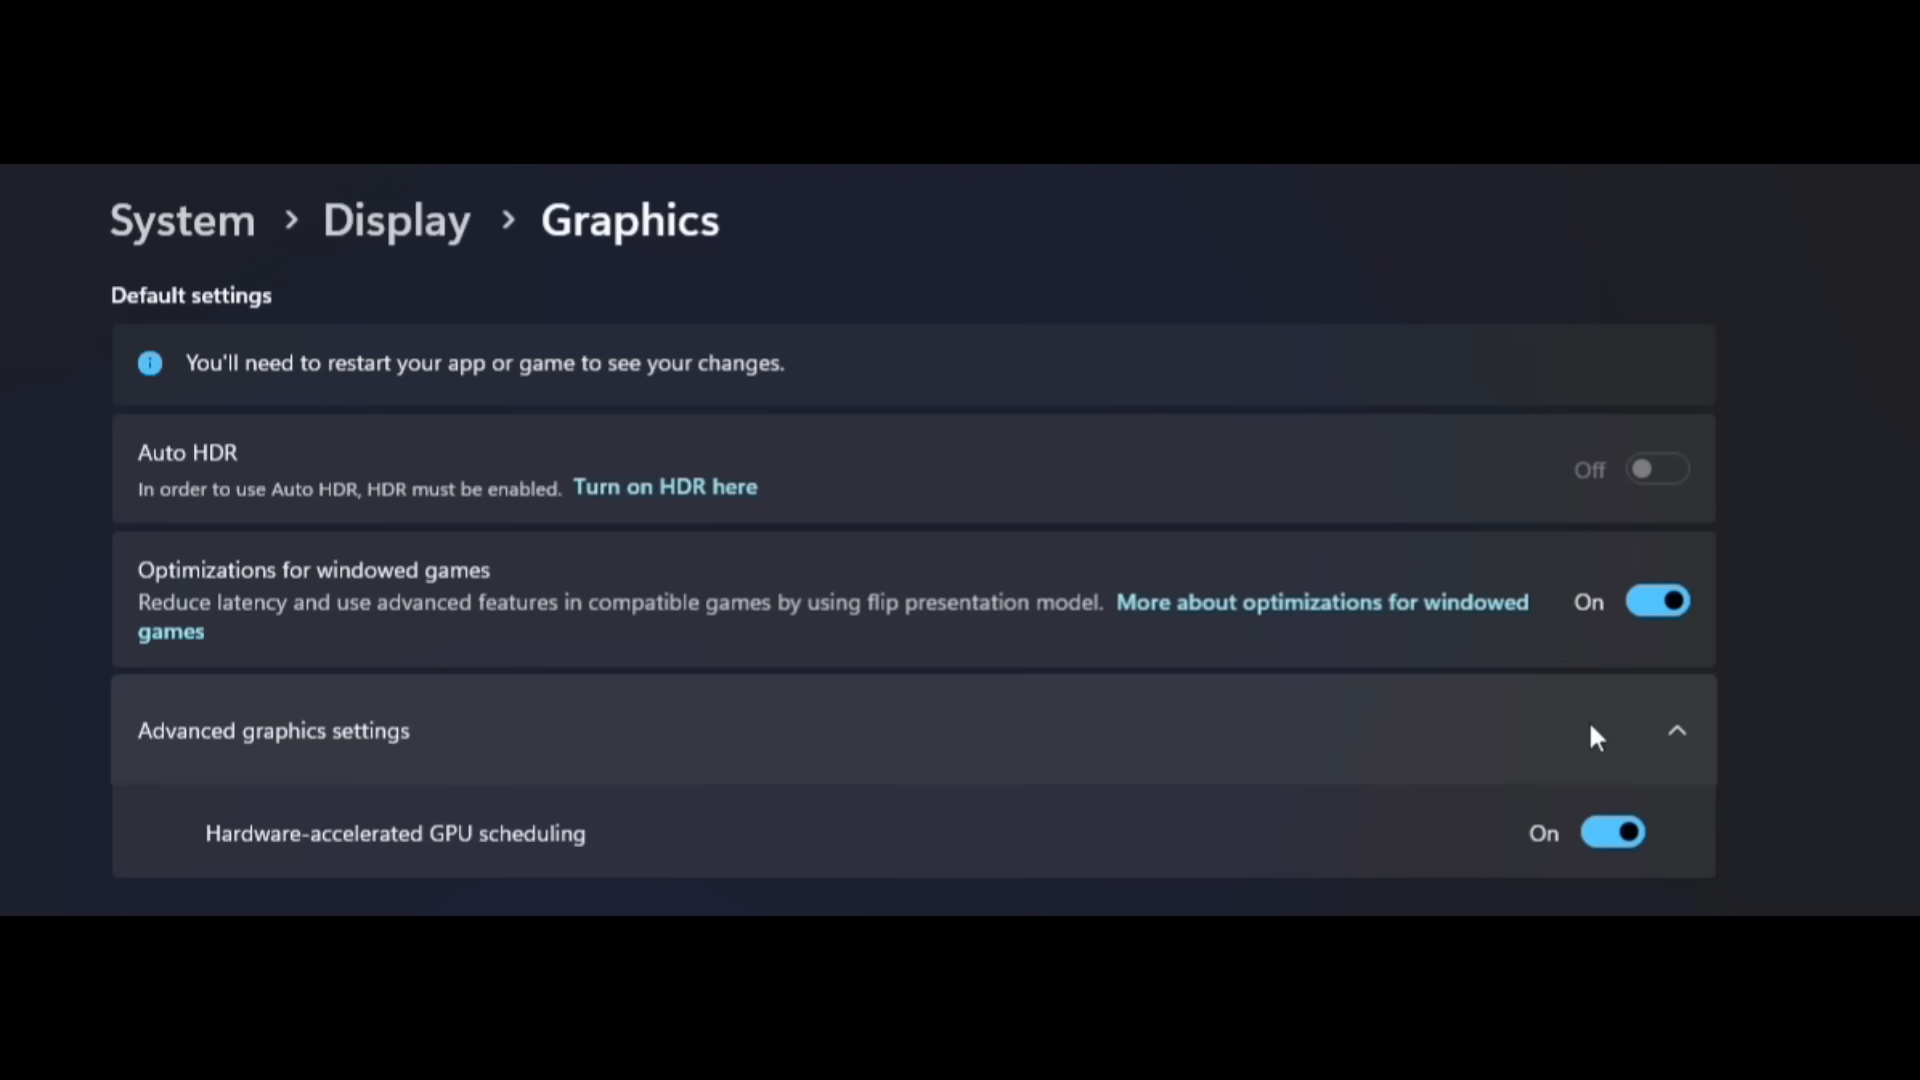 System > Display > Graphics
Default settings
You'll need to restart your app or game to see your changes.
Auto HDR
In order to use Auto HDR, HDR must be enabled. Turn on HDR here
Off
Optimizations for windowed games
Reduce latency and use advanced features in compatible games by using flip presentation model. More about optimizations for windowed
games
On
Advanced graphics settings
Hardware-accelerated GPU scheduling
On